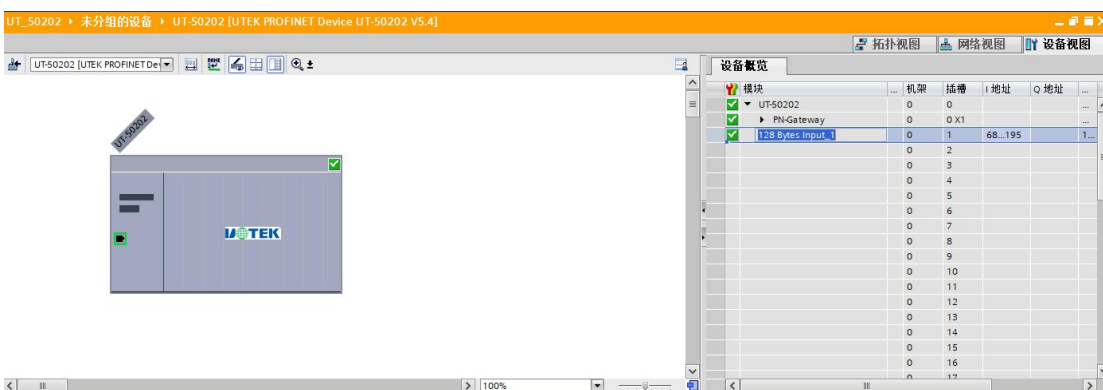 UT_50202 ▸ 未分组的设备 ▸ UT-50202 [UTEK PROFINET Device UT-50202 V5.4]
拓扑视图 网络视图 设备视图
UT-50202 [UTEK PROFINET De
设备概览
模块 ... 机架 插槽 I 地址 Q 地址 ...
UT-50202 0 0 ...
PN-Gateway 0 0 X1 ...
128 Bytes Input_1 0 1 68...195 1...
0 2
0 3
0 4
0 5
0 6
0 7
0 8
0 9
0 10
0 11
0 12
0 13
0 14
0 15
0 16
0 17
UT-50202
UOTEK
100%